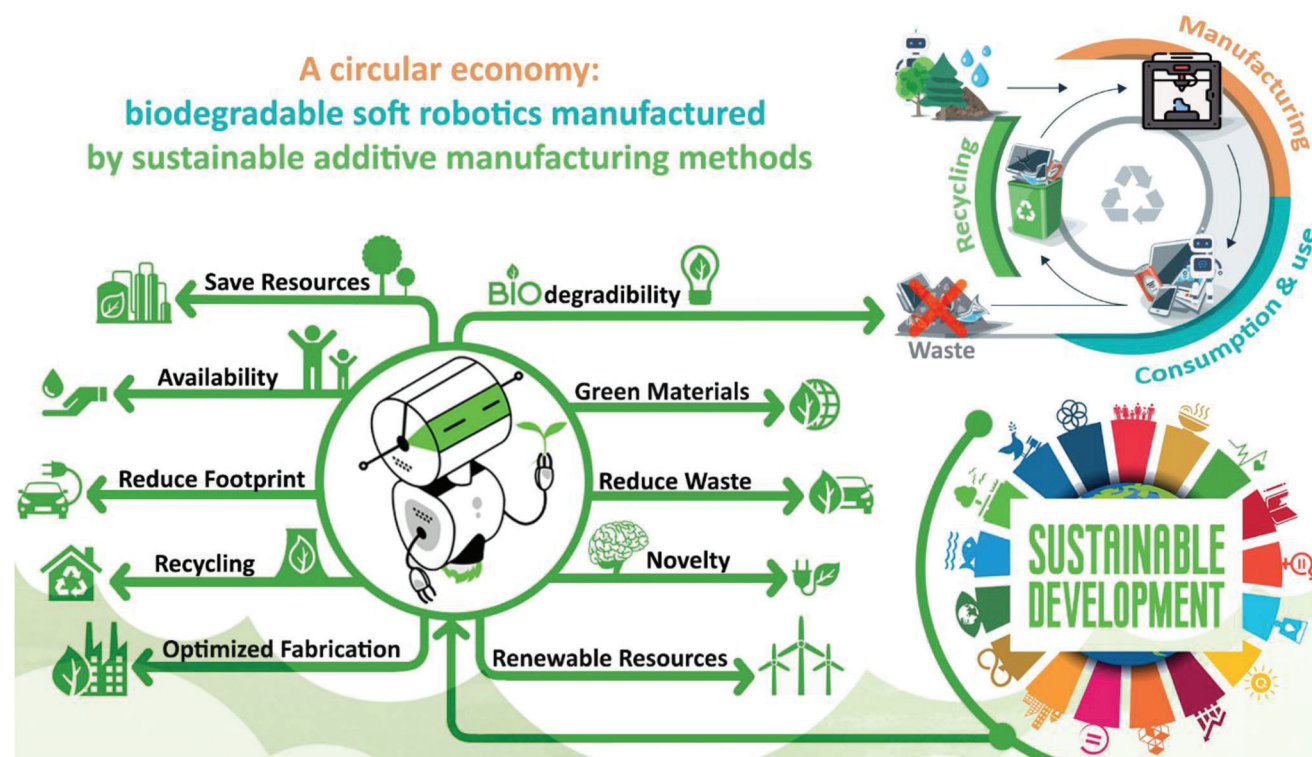 A circular economy:
biodegradable soft robotics manufactured
by sustainable additive manufacturing methods
Manufacturing
Recycling
Consumption & use
Waste
Save Resources
BIOdegradibility
Availability
Green Materials
Reduce Footprint
Reduce Waste
Recycling
Novelty
Optimized Fabrication
Renewable Resources
SUSTAINABLE
DEVELOPMENT